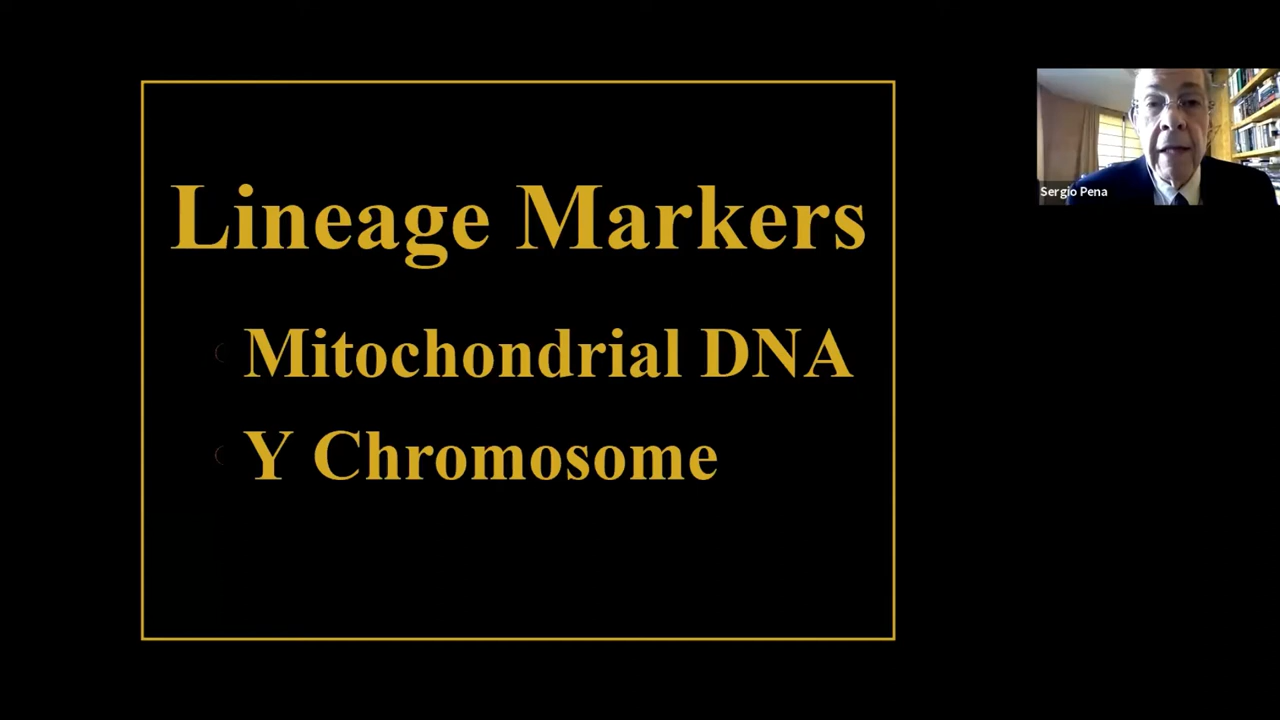 Lineage Markers
Mitochondrial DNA
Y Chromosome
Sergio Pena